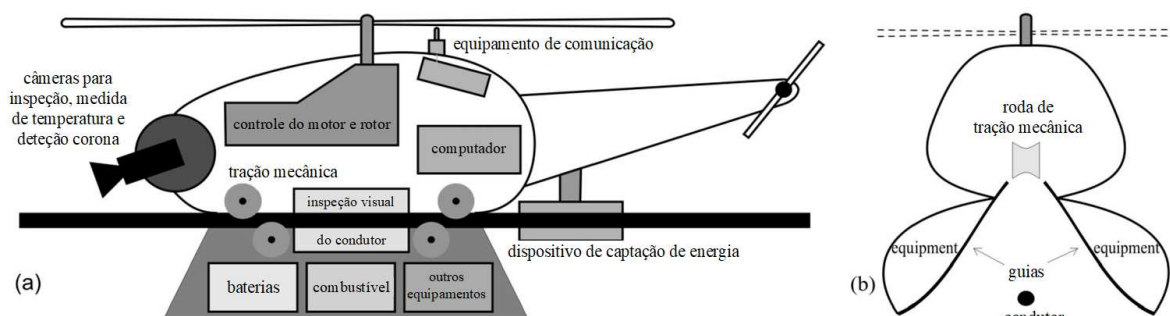 equipamento de comunicação
câmeras para
inspeção, medida
de temperatura e
deteção corona
controle do motor e rotor
computador
tração mecânica
inspeção visual
do condutor
dispositivo de captação de energia
baterias
combustível
outros
equipamentos
(a)
roda de
tração mecânica
equipment
equipment
guias
(b)
condutor